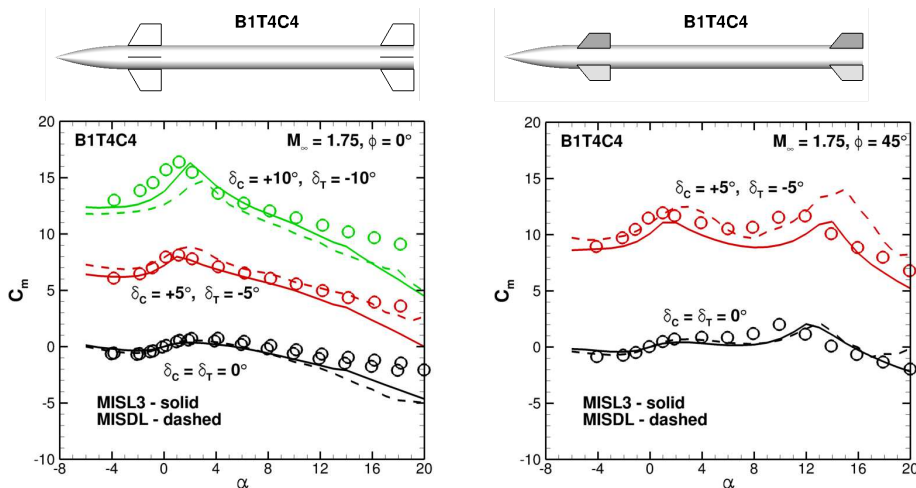 B1T4C4
B1T4C4
B1T4C4
M∞ = 1.75, ϕ = 0°
δC = +10°, δT = -10°
δC = +5°, δT = -5°
δC = δT = 0°
MISL3 - solid
MISDL - dashed
Cm
20
15
10
5
0
-5
-10
-8
-4
0
4
8
12
16
20
α
B1T4C4
M∞ = 1.75, ϕ = 45°
δC = +5°, δT = -5°
δC = δT = 0°
MISL3 - solid
MISDL - dashed
Cm
20
15
10
5
0
-5
-10
-8
-4
0
4
8
12
16
20
α